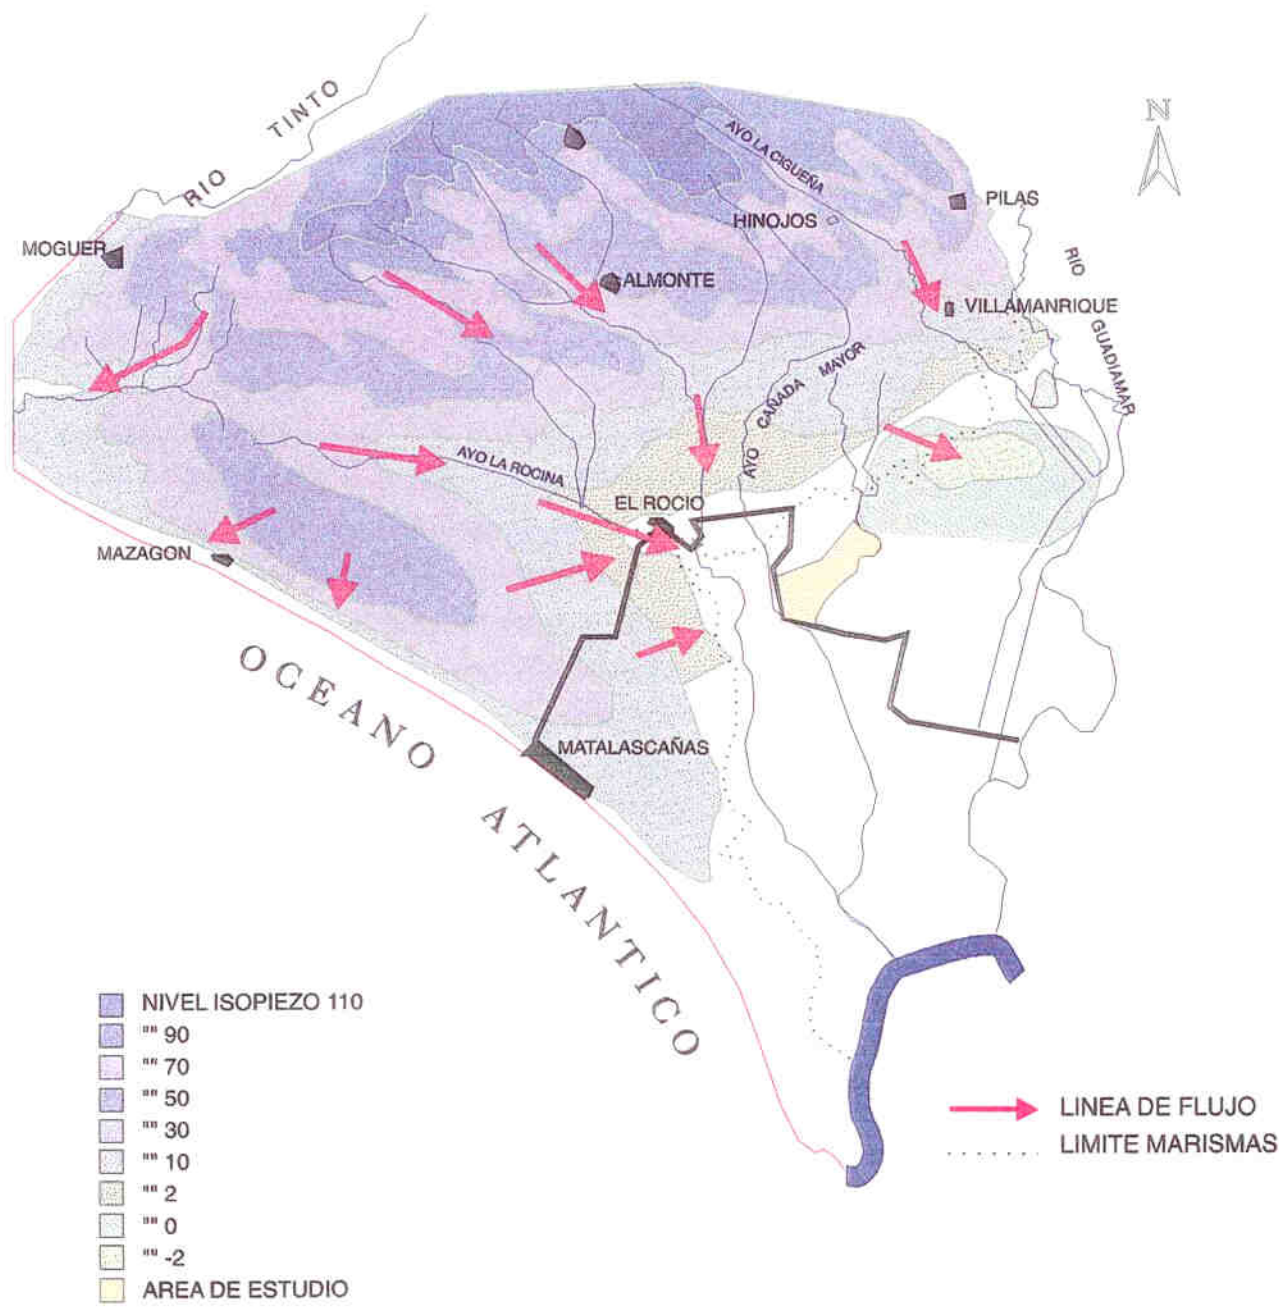 N
RIO TINTO
AYO LA CIGUEÑA
PILAS
HINOJOS
MOGUER
RIO GUADIAMAR
ALMONTE
VILLAMANRIQUE
AYO CAÑADA MAYOR
AYO LA ROCINA
EL ROCIO
MAZAGON
OCEANO ATLANTICO
MATALASCAÑAS
NIVEL ISOPIEZO 110
"" 90
"" 70
"" 50
"" 30
"" 10
"" 2
"" 0
"" -2
AREA DE ESTUDIO
LINEA DE FLUJO
LIMITE MARISMAS